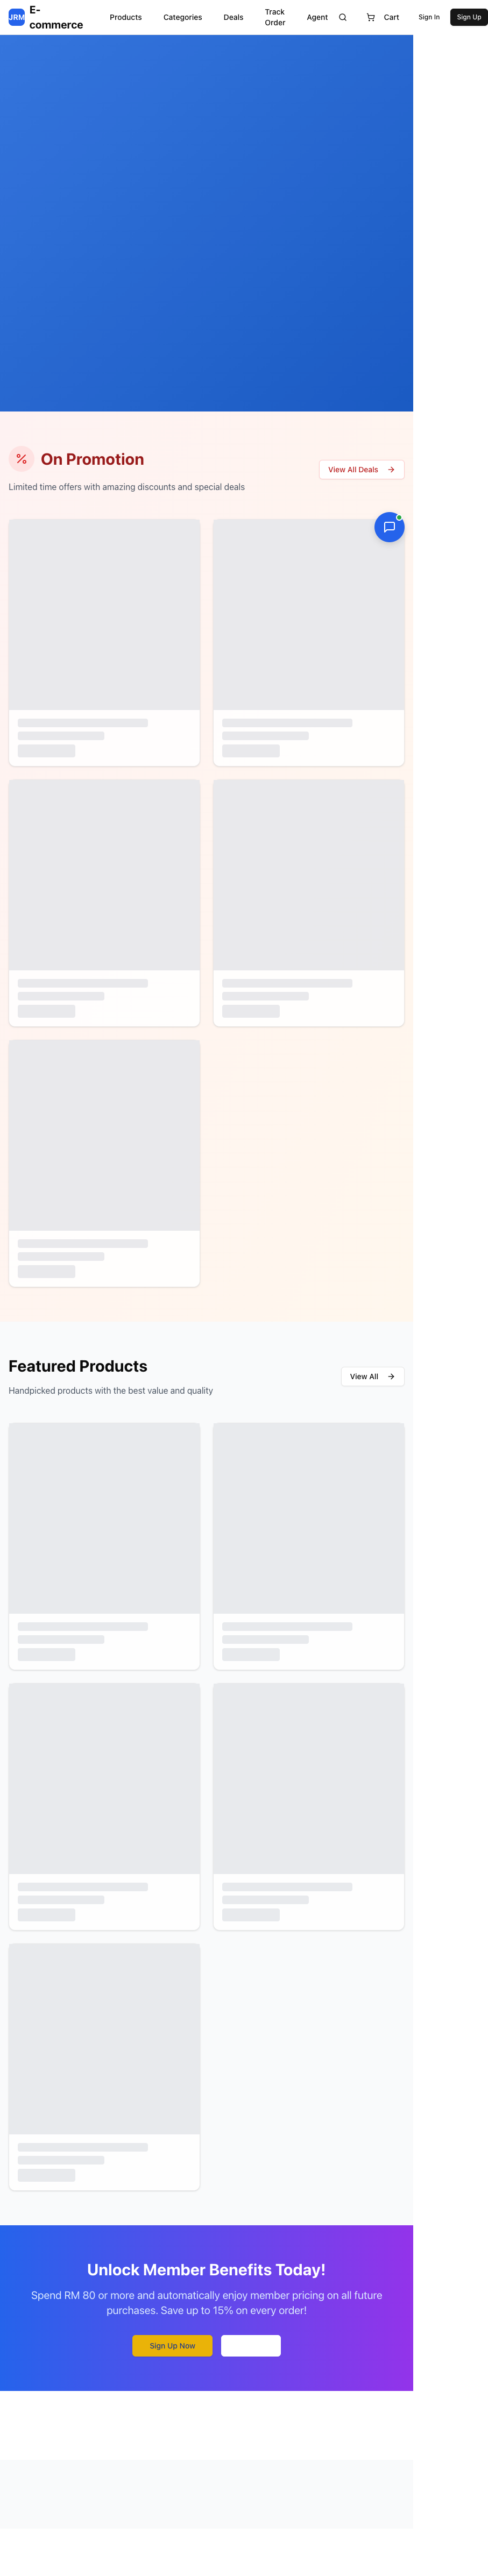 JRM
E-
commerce
Products
Categories
Deals
Track
Order
Agent
Cart
Sign In
Sign Up
On Promotion
Limited time offers with amazing discounts and special deals
View All Deals
Featured Products
Handpicked products with the best value and quality
View All
Unlock Member Benefits Today!
Spend RM 80 or more and automatically enjoy member pricing on all future
purchases. Save up to 15% on every order!
Sign Up Now